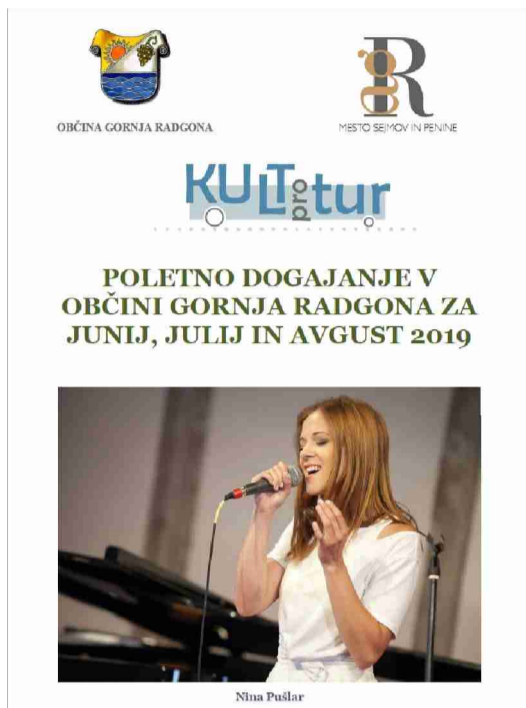 OBČINA GORNJA RADGONA
gR
MESTO SEJMOV IN PENINE
KULTprotur
POLETNO DOGAJANJE V
OBČINI GORNJA RADGONA ZA
JUNIJ, JULIJ IN AVGUST 2019
Nina Pušlar